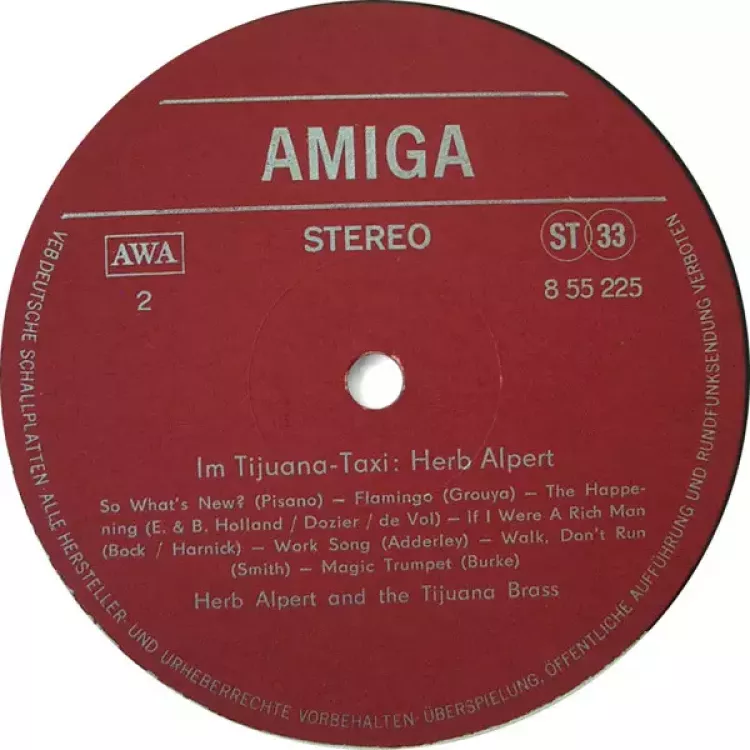 AMIGA
AWA
STEREO
ST 33
2
8 55 225
Im Tijuana-Taxi: Herb Alpert
So What's New? (Pisano) – Flamingo (Grouya) – The Happe-
ning (E. & B. Holland / Dozier / de Vol) – If I Were A Rich Man
(Bock / Harnick) – Work Song (Adderley) – Walk, Don't Run
(Smith) – Magic Trumpet (Burke)
Herb Alpert and the Tijuana Brass
VEB DEUTSCHE SCHALLPLATTEN ALLE HERSTELLER- UND URHEBERRECHTE VORBEHALTEN · ÜBERSPIELUNG, ÖFFENTLICHE AUFFÜHRUNG UND RUNDFUNKSENDUNG VERBOTEN